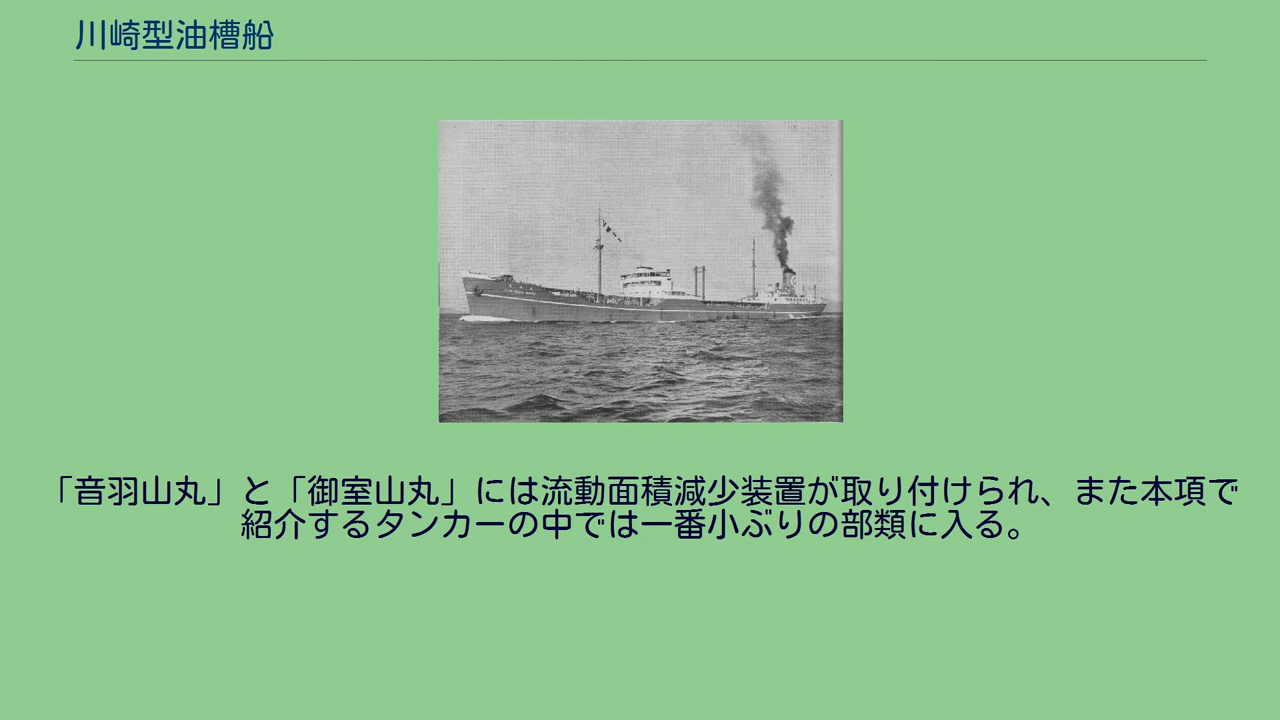 川崎型油槽船
「音羽山丸」と「御室山丸」には流動面積減少装置が取り付けられ、また本項で
紹介するタンカーの中では一番小ぶりの部類に入る。